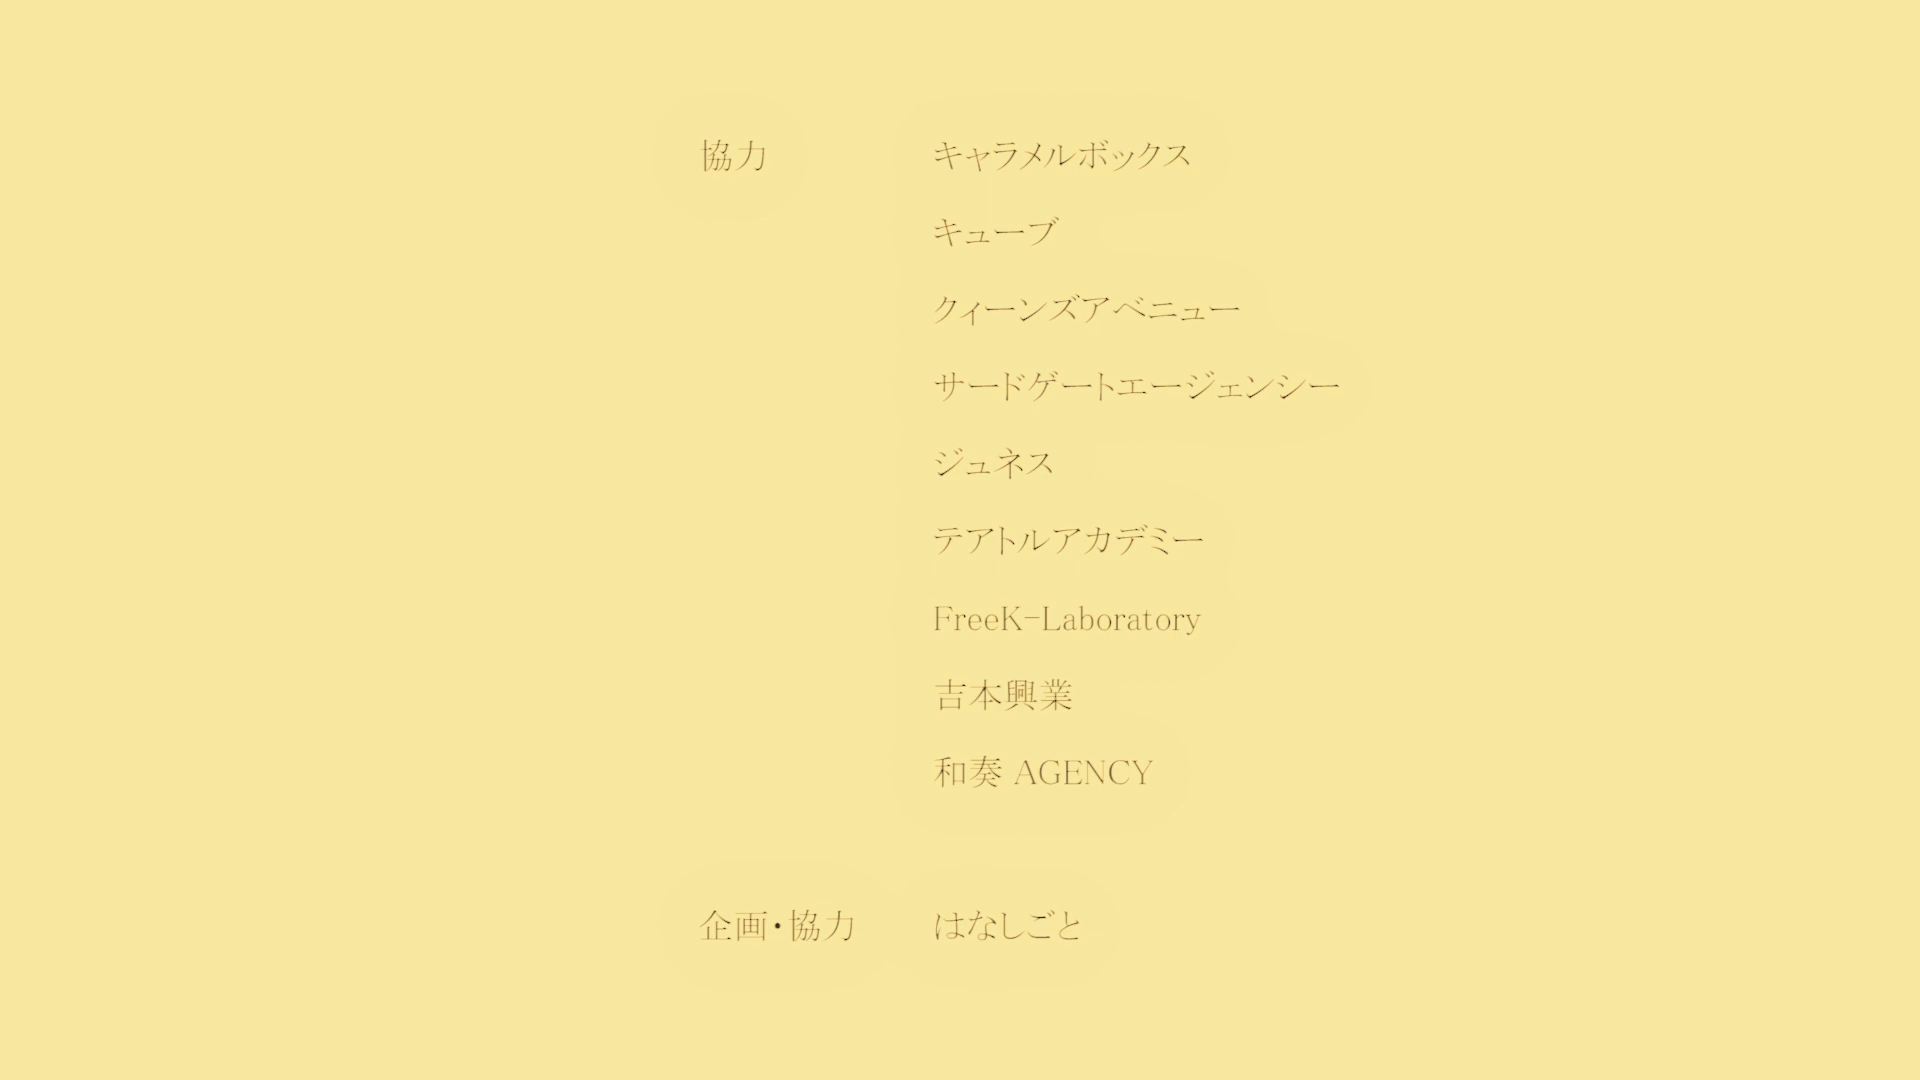 協力 キャラメルボックス
キューブ
クィーンズアベニュー
サードゲートエージェンシー
ジュネス
テアトルアカデミー
FreeK-Laboratory
吉本興業
和奏 AGENCY
企画・協力 はなしごと